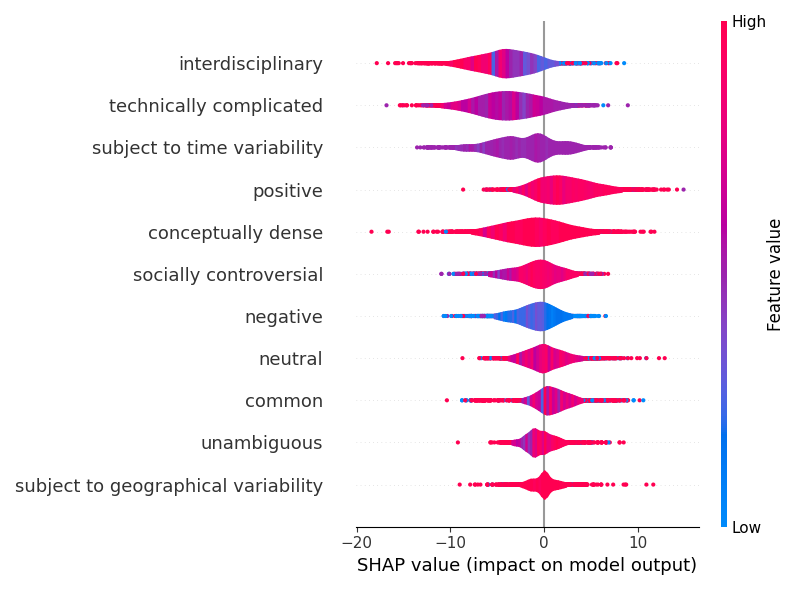 High
interdisciplinary
technically complicated
subject to time variability
positive
conceptually dense
socially controversial
negative
neutral
common
unambiguous
subject to geographical variability
Feature value
Low
−20
−10
0
10
SHAP value (impact on model output)